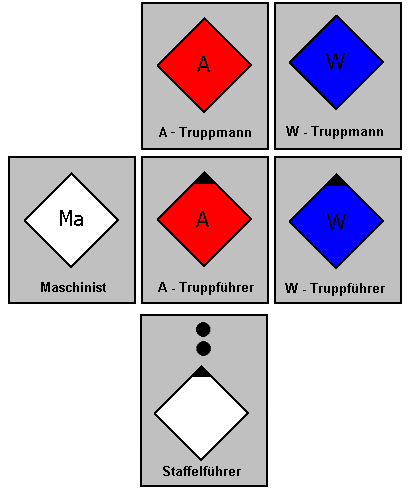 A
A - Truppmann
W
W - Truppmann
Ma
Maschinist
A
A - Truppführer
W
W - Truppführer
Staffelführer